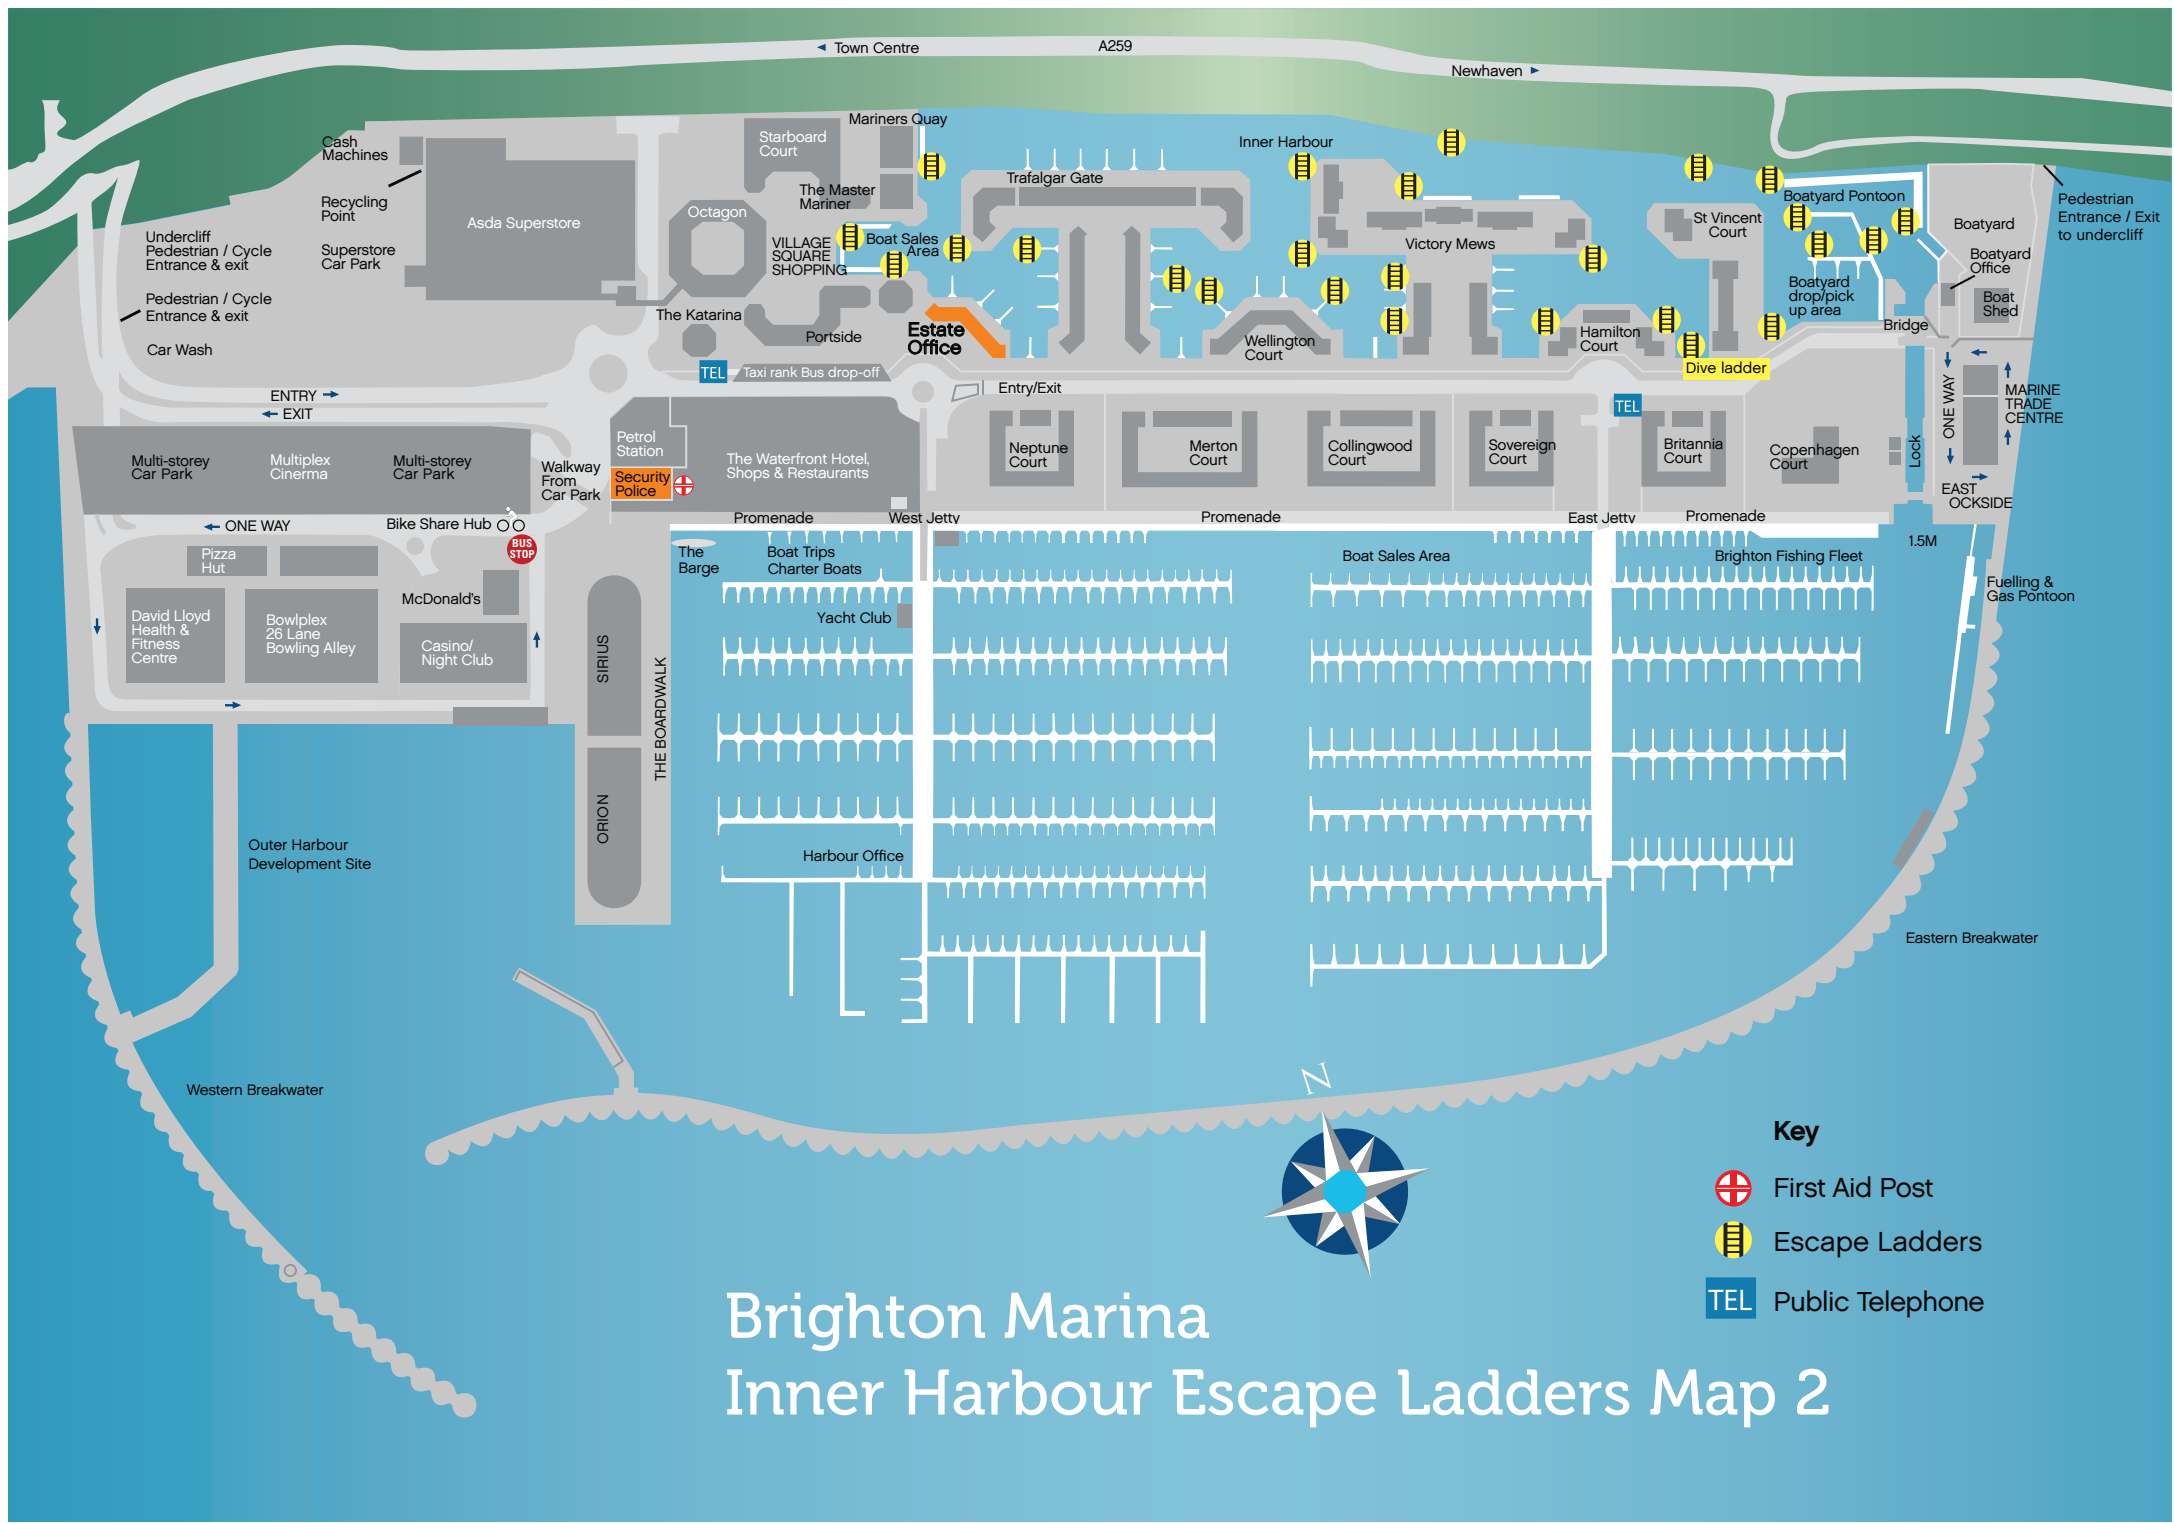 Town Centre
A259
Newhaven
Cash
Machines
Recycling
Point
Superstore
Car Park
Asda Superstore
Undercliff
Pedestrian / Cycle
Entrance & exit
Pedestrian / Cycle
Entrance & exit
Car Wash
Starboard
Court
Mariners Quay
The Master
Mariner
Octagon
VILLAGE
SQUARE
SHOPPING
Boat Sales
Area
Trafalgar Gate
Inner Harbour
Victory Mews
St Vincent
Court
Boatyard Pontoon
Boatyard
Boatyard
Office
Boat
Shed
Boatyard
drop/pick
up area
Bridge
Pedestrian
Entrance / Exit
to undercliff
The Katarina
Portside
Estate
Office
Wellington
Court
Hamilton
Court
Dive ladder
TEL
Taxi rank Bus drop-off
Entry/Exit
TEL
ENTRY
EXIT
Multi-storey
Car Park
Multiplex
Cinema
Multi-storey
Car Park
Walkway
From
Car Park
Petrol
Station
Security
Police
The Waterfront Hotel,
Shops & Restaurants
Neptune
Court
Merton
Court
Collingwood
Court
Sovereign
Court
Britannia
Court
Copenhagen
Court
Lock
ONE WAY
MARINE
TRADE
CENTRE
EAST
OCKSIDE
ONE WAY
Bike Share Hub
BUS
STOP
Promenade
West Jetty
Promenade
East Jetty
Promenade
1.5M
Pizza
Hut
McDonald's
David Lloyd
Health &
Fitness
Centre
Bowlplex
26 Lane
Bowling Alley
Casino/
Night Club
SIRIUS
ORION
THE BOARDWALK
The
Barge
Boat Trips
Charter Boats
Yacht Club
Boat Sales Area
Brighton Fishing Fleet
Fuelling &
Gas Pontoon
Harbour Office
Outer Harbour
Development Site
Eastern Breakwater
Western Breakwater
N
Key
First Aid Post
Escape Ladders
TEL
Public Telephone
Brighton Marina
Inner Harbour Escape Ladders Map 2